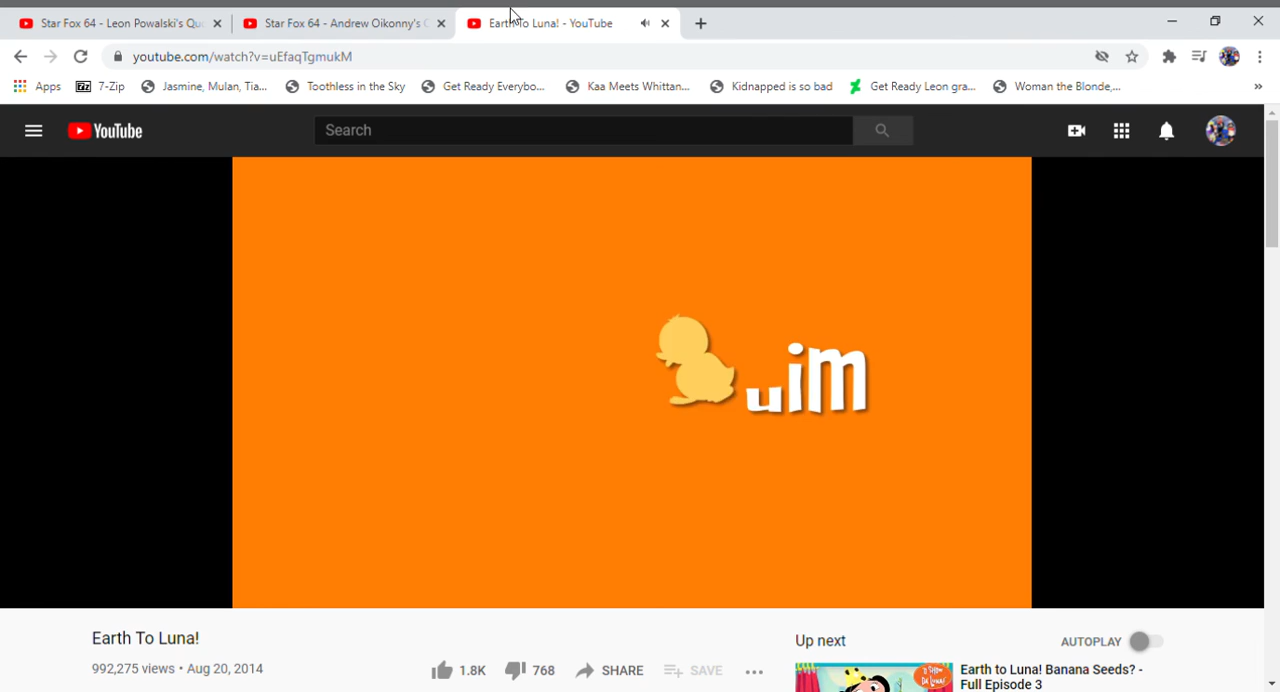 Star Fox 64 - Leon Powalski's Quo
Star Fox 64 - Andrew Oikonny's
Earth To Luna! - YouTube
youtube.com/watch?v=uEfaqTgmukM
Apps
7-Zip
Jasmine, Mulan, Tia...
Toothless in the Sky
Get Ready Everybo...
Kaa Meets Whittan...
Kidnapped is so bad
Get Ready Leon gra...
Woman the Blonde,...
YouTube
Search
uim
Earth To Luna!
992,275 views • Aug 20, 2014
1.8K
768
SHARE
SAVE
Up next
AUTOPLAY
Earth to Luna! Banana Seeds? -
Full Episode 3